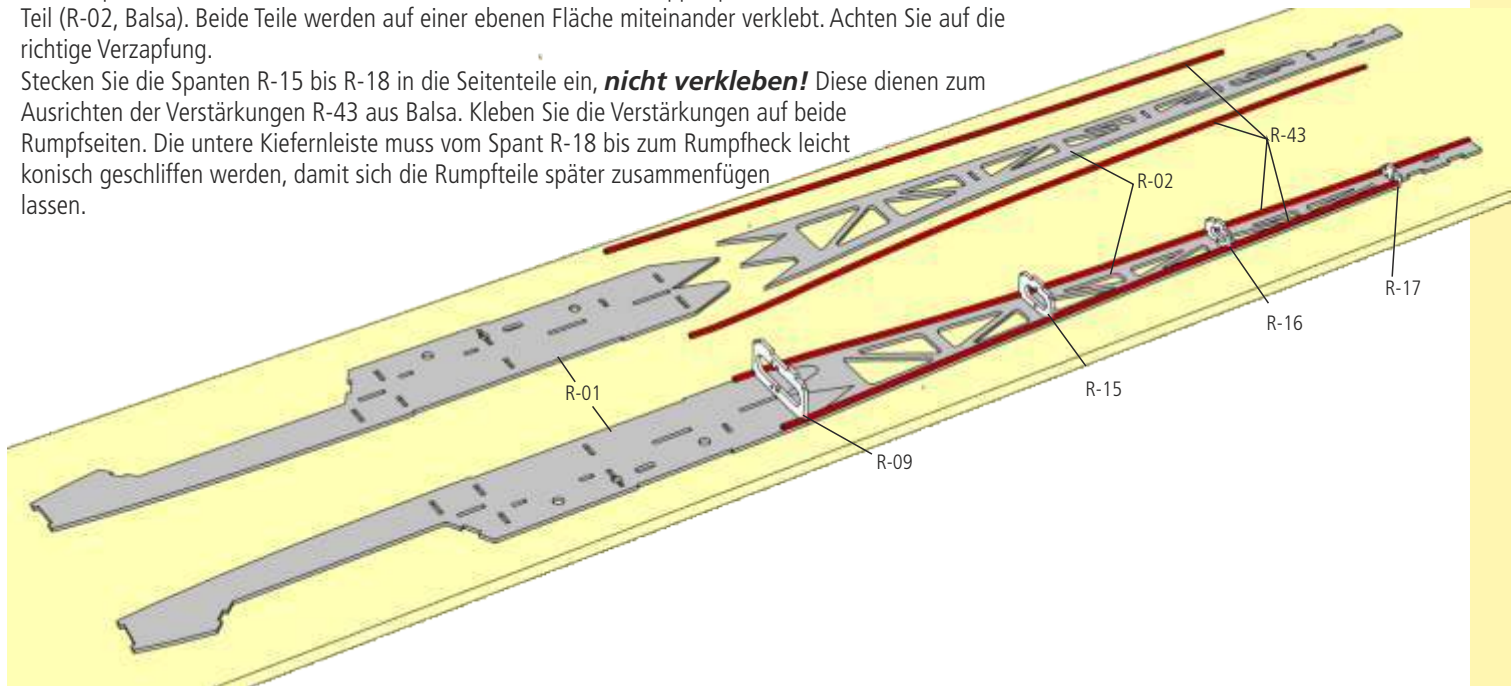 Teil (R-02, Balsa). Beide Teile werden auf einer ebenen Fläche miteinander verklebt. Achten Sie auf die
richtige Verzapfung.
Stecken Sie die Spanten R-15 bis R-18 in die Seitenteile ein, nicht verkleben! Diese dienen zum
Ausrichten der Verstärkungen R-43 aus Balsa. Kleben Sie die Verstärkungen auf beide
Rumpfseiten. Die untere Kiefernleiste muss vom Spant R-18 bis zum Rumpfheck leicht
konisch geschliffen werden, damit sich die Rumpfteile später zusammenfügen
lassen.
R-43
R-02
R-17
R-16
R-15
R-01
R-09